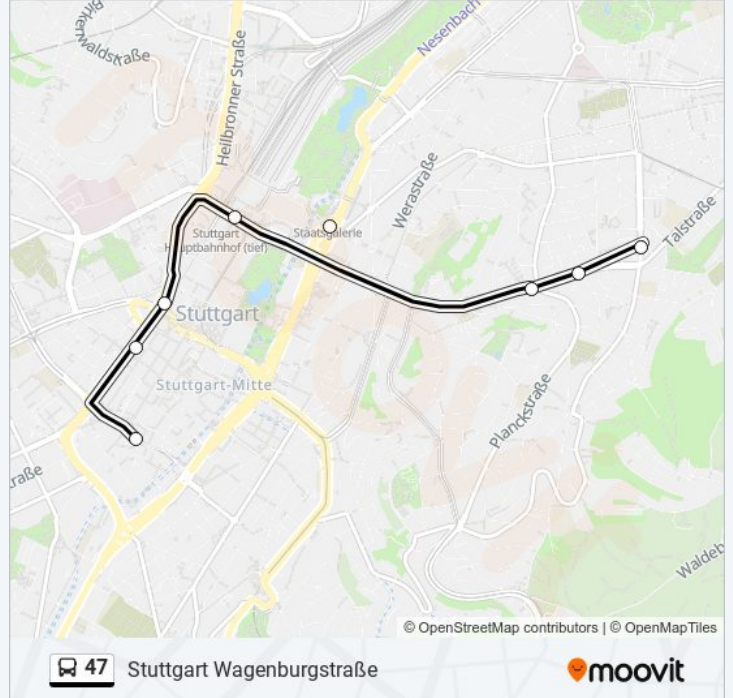 Birkenwaldstraße
Heilbronner Straße
Nesenbach
Werastraße
Talstraße
Stuttgart
Hauptbahnhof (tief)
Staatsgalerie
Stuttgart
Stuttgart-Mitte
Planckstraße
raße
Waldeb
© OpenStreetMap contributors | © OpenMapTiles
47 Stuttgart Wagenburgstraße
moovit